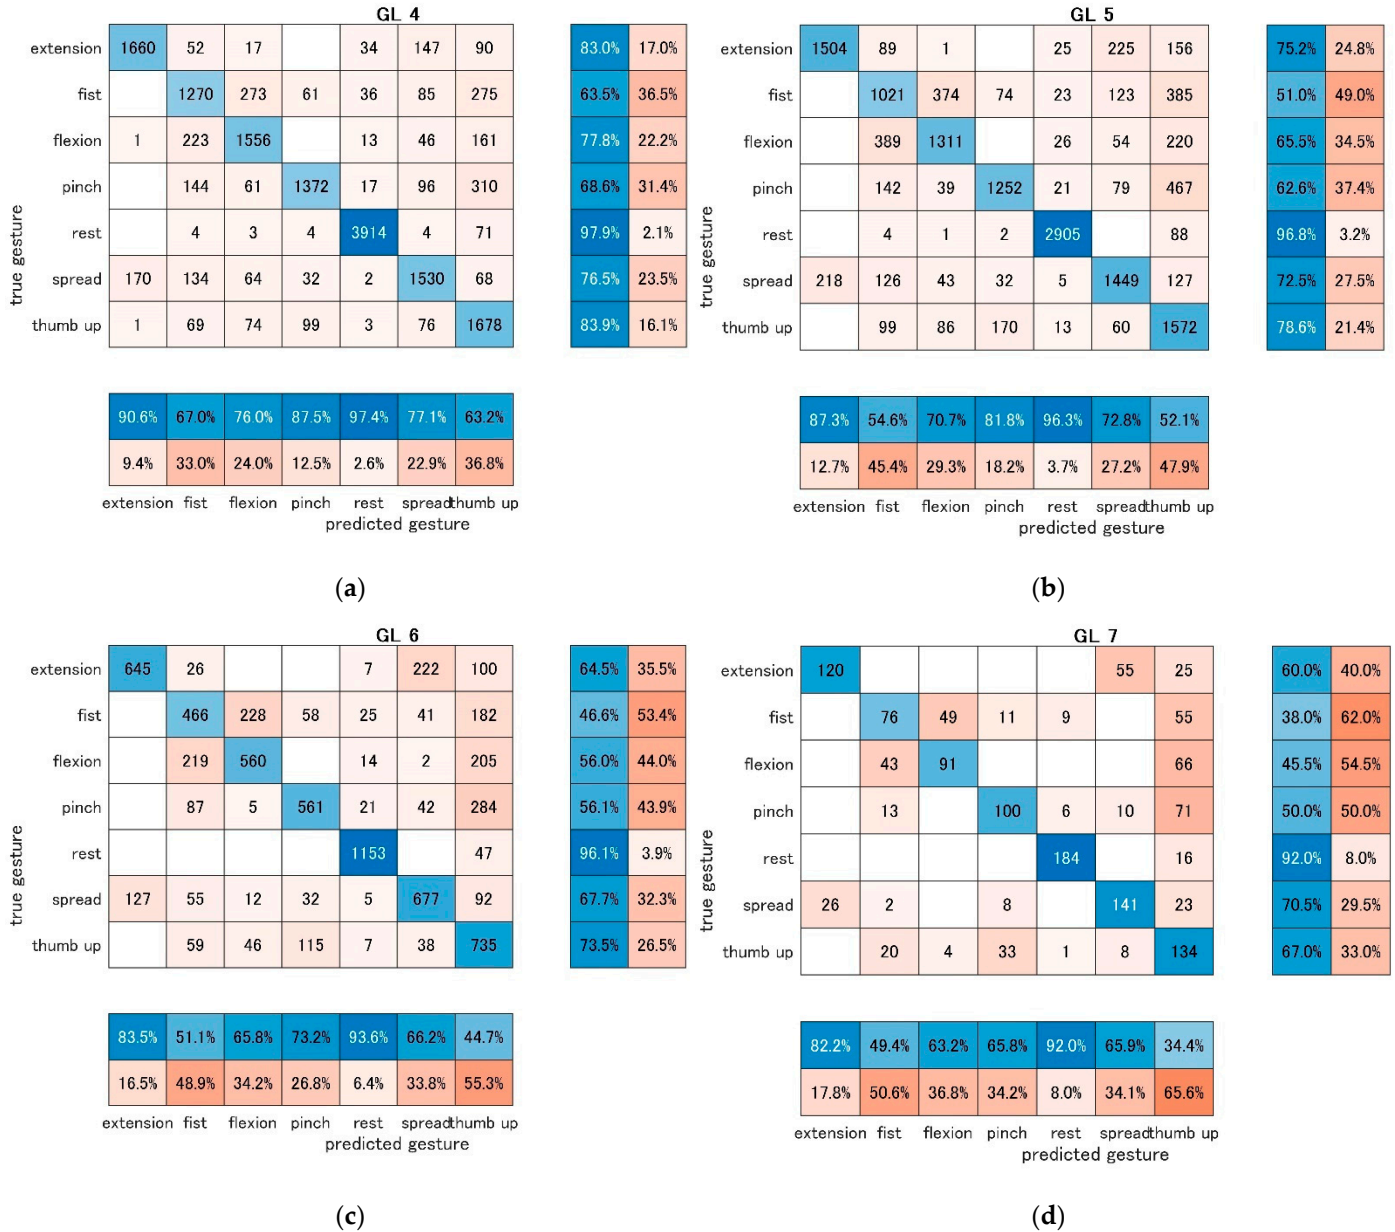 GL 4
extension 1660 52 17 34 147 90 83.0% 17.0%
fist 1270 273 61 36 85 275 63.5% 36.5%
flexion 1 223 1556 13 46 161 77.8% 22.2%
pinch 144 61 1372 17 96 310 68.6% 31.4%
rest 4 3 4 3914 4 71 97.9% 2.1%
spread 170 134 64 32 2 1530 68 76.5% 23.5%
thumb up 1 69 74 99 3 76 1678 83.9% 16.1%
true gesture
90.6% 67.0% 76.0% 87.5% 97.4% 77.1% 63.2%
9.4% 33.0% 24.0% 12.5% 2.6% 22.9% 36.8%
extension fist flexion pinch rest spread thumb up
predicted gesture
(a)
GL 5
extension 1504 89 1 25 225 156 75.2% 24.8%
fist 1021 374 74 23 123 385 51.0% 49.0%
flexion 389 1311 26 54 220 65.5% 34.5%
pinch 142 39 1252 21 79 467 62.6% 37.4%
rest 4 1 2 2905 88 96.8% 3.2%
spread 218 126 43 32 5 1449 127 72.5% 27.5%
thumb up 99 86 170 13 60 1572 78.6% 21.4%
true gesture
87.3% 54.6% 70.7% 81.8% 96.3% 72.8% 52.1%
12.7% 45.4% 29.3% 18.2% 3.7% 27.2% 47.9%
extension fist flexion pinch rest spread thumb up
predicted gesture
(b)
GL 6
extension 645 26 7 222 100 64.5% 35.5%
fist 466 228 58 25 41 182 46.6% 53.4%
flexion 219 560 14 2 205 56.0% 44.0%
pinch 87 5 561 21 42 284 56.1% 43.9%
rest 1153 47 96.1% 3.9%
spread 127 55 12 32 5 677 92 67.7% 32.3%
thumb up 59 46 115 7 38 735 73.5% 26.5%
true gesture
83.5% 51.1% 65.8% 73.2% 93.6% 66.2% 44.7%
16.5% 48.9% 34.2% 26.8% 6.4% 33.8% 55.3%
extension fist flexion pinch rest spread thumb up
predicted gesture
(c)
GL 7
extension 120 55 25 60.0% 40.0%
fist 76 49 11 9 55 38.0% 62.0%
flexion 43 91 66 45.5% 54.5%
pinch 13 100 6 10 71 50.0% 50.0%
rest 184 16 92.0% 8.0%
spread 26 2 8 141 23 70.5% 29.5%
thumb up 20 4 33 1 8 134 67.0% 33.0%
true gesture
82.2% 49.4% 63.2% 65.8% 92.0% 65.9% 34.4%
17.8% 50.6% 36.8% 34.2% 8.0% 34.1% 65.6%
extension fist flexion pinch rest spread thumb up
predicted gesture
(d)